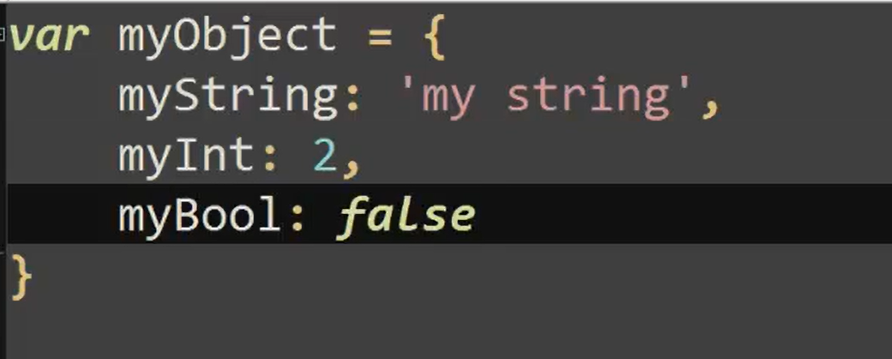 var myObject = {
    myString: 'my string',
    myInt: 2,
    myBool: false
}